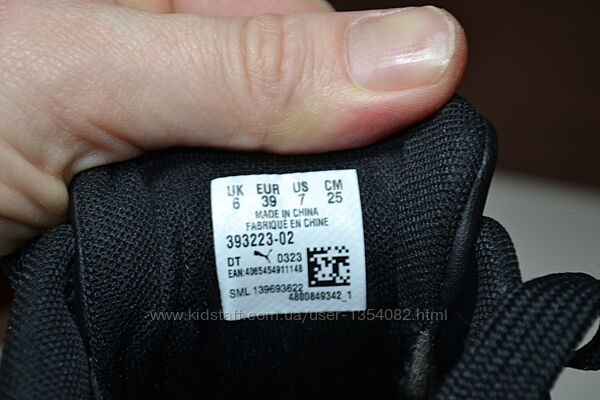 UK EUR US CM
6 39 7 25
MADE IN CHINA
FABRIQUÉ EN CHINE
393223-02
DT 0323
EAN:4065454911148
SML 139693622
4800849342_1
www.kidstaff.com.ua/user-1354082.html